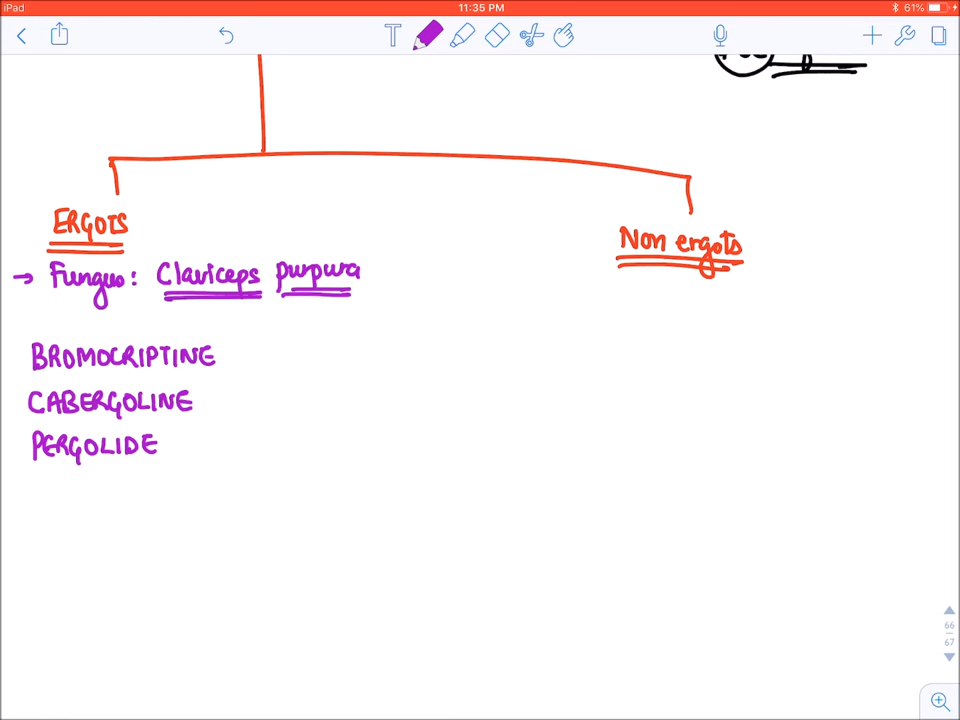 iPad 11:35 PM 61%
T
ERGOTS
Non ergots
→ Fungus: Claviceps purpura
BROMOCRIPTINE
CABERGOLINE
PERGOLIDE
66
67